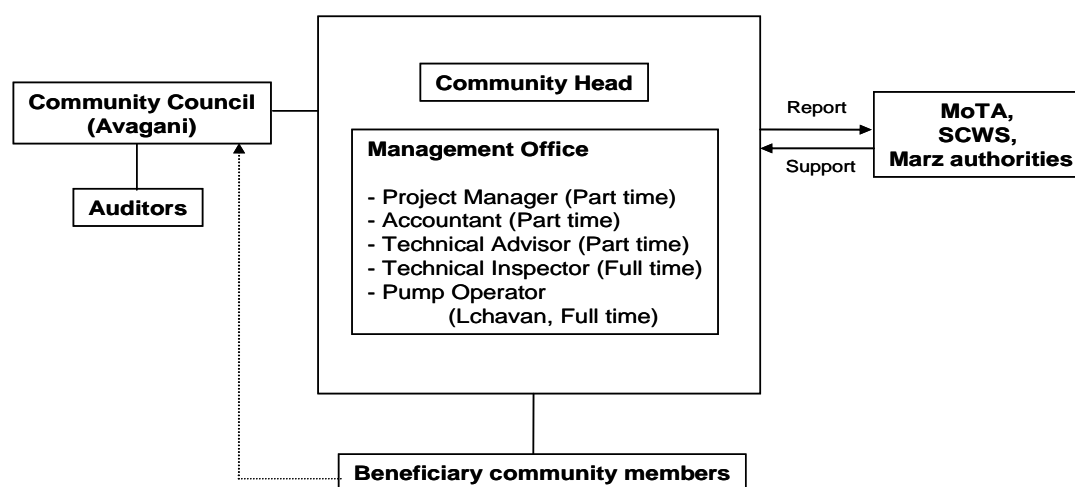 Community Head
Community Council
(Avagani)
Auditors
Management Office
- Project Manager (Part time)
- Accountant (Part time)
- Technical Advisor (Part time)
- Technical Inspector (Full time)
- Pump Operator
(Lchavan, Full time)
Report
Support
MoTA,
SCWS,
Marz authorities
Beneficiary community members